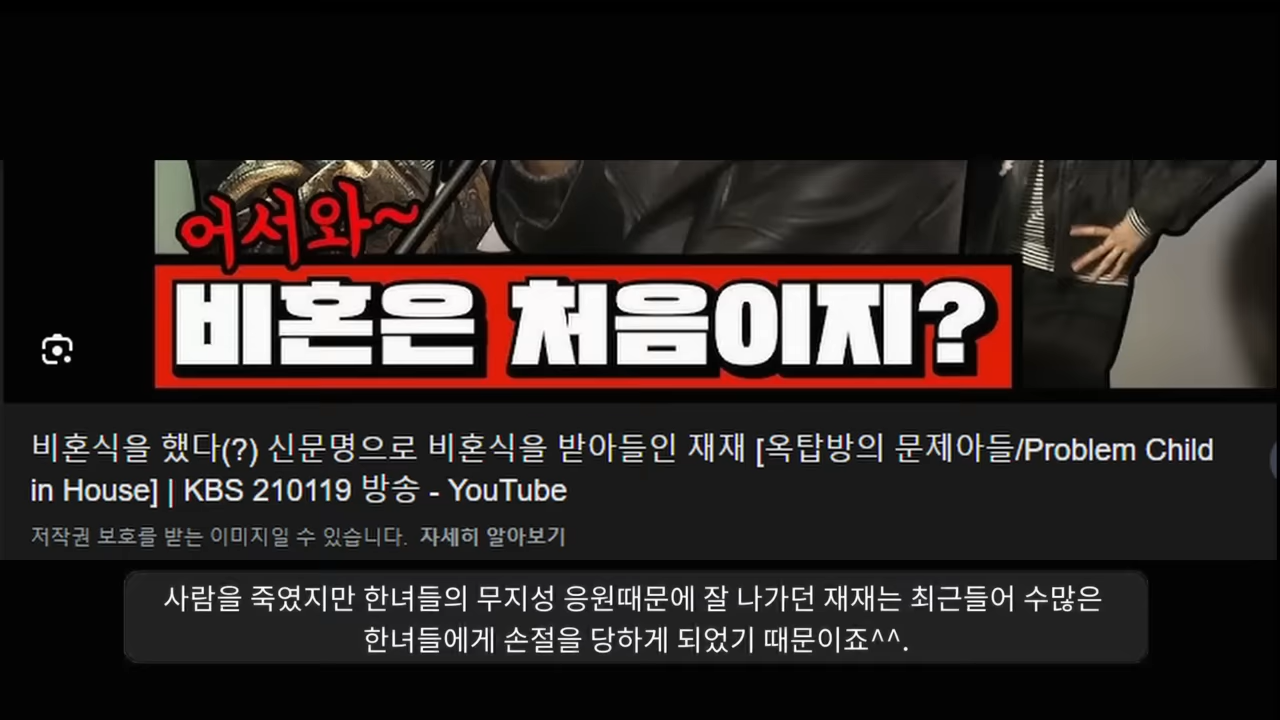 어서와~
비혼은 처음이지?
비혼식을 했다(?) 신문명으로 비혼식을 받아들인 재재 [옥탑방의 문제아들/Problem Child
in House] | KBS 210119 방송 - YouTube
저작권 보호를 받는 이미지일 수 있습니다. 자세히 알아보기
사람을 죽였지만 한녀들의 무지성 응원때문에 잘 나가던 재재는 최근들어 수많은
한녀들에게 손절을 당하게 되었기 때문이죠^^.